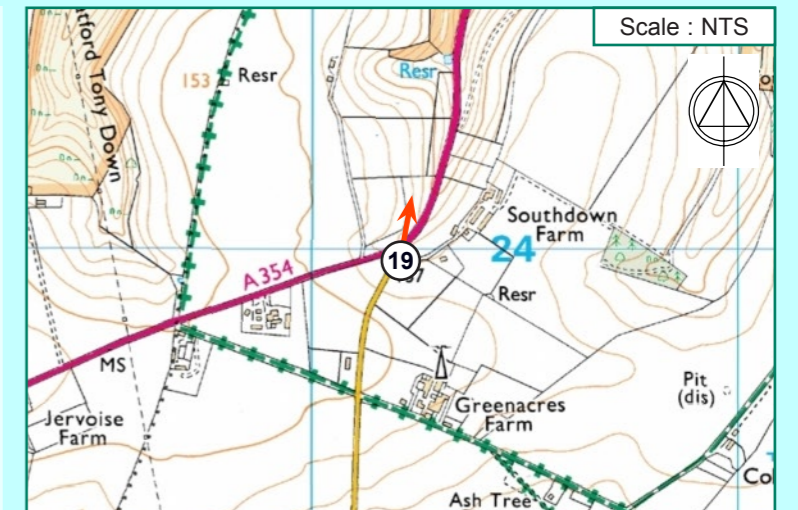 Scale : NTS
atford Tony Down
153
Resr
Resr
Southdown
Farm
24
19
A 354
Resr
MS
Pit
(dis)
Jervoise
Farm
Greenacres
Farm
Ash Tree